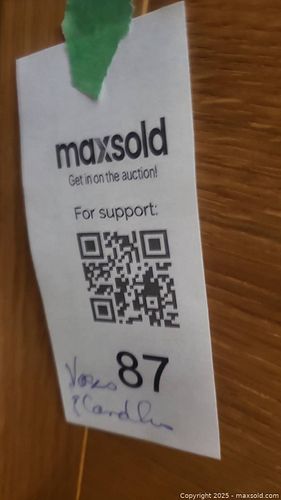 maxsold
Get in on the auction!
For support:
87
Copyright © 2025 - maxsold.com